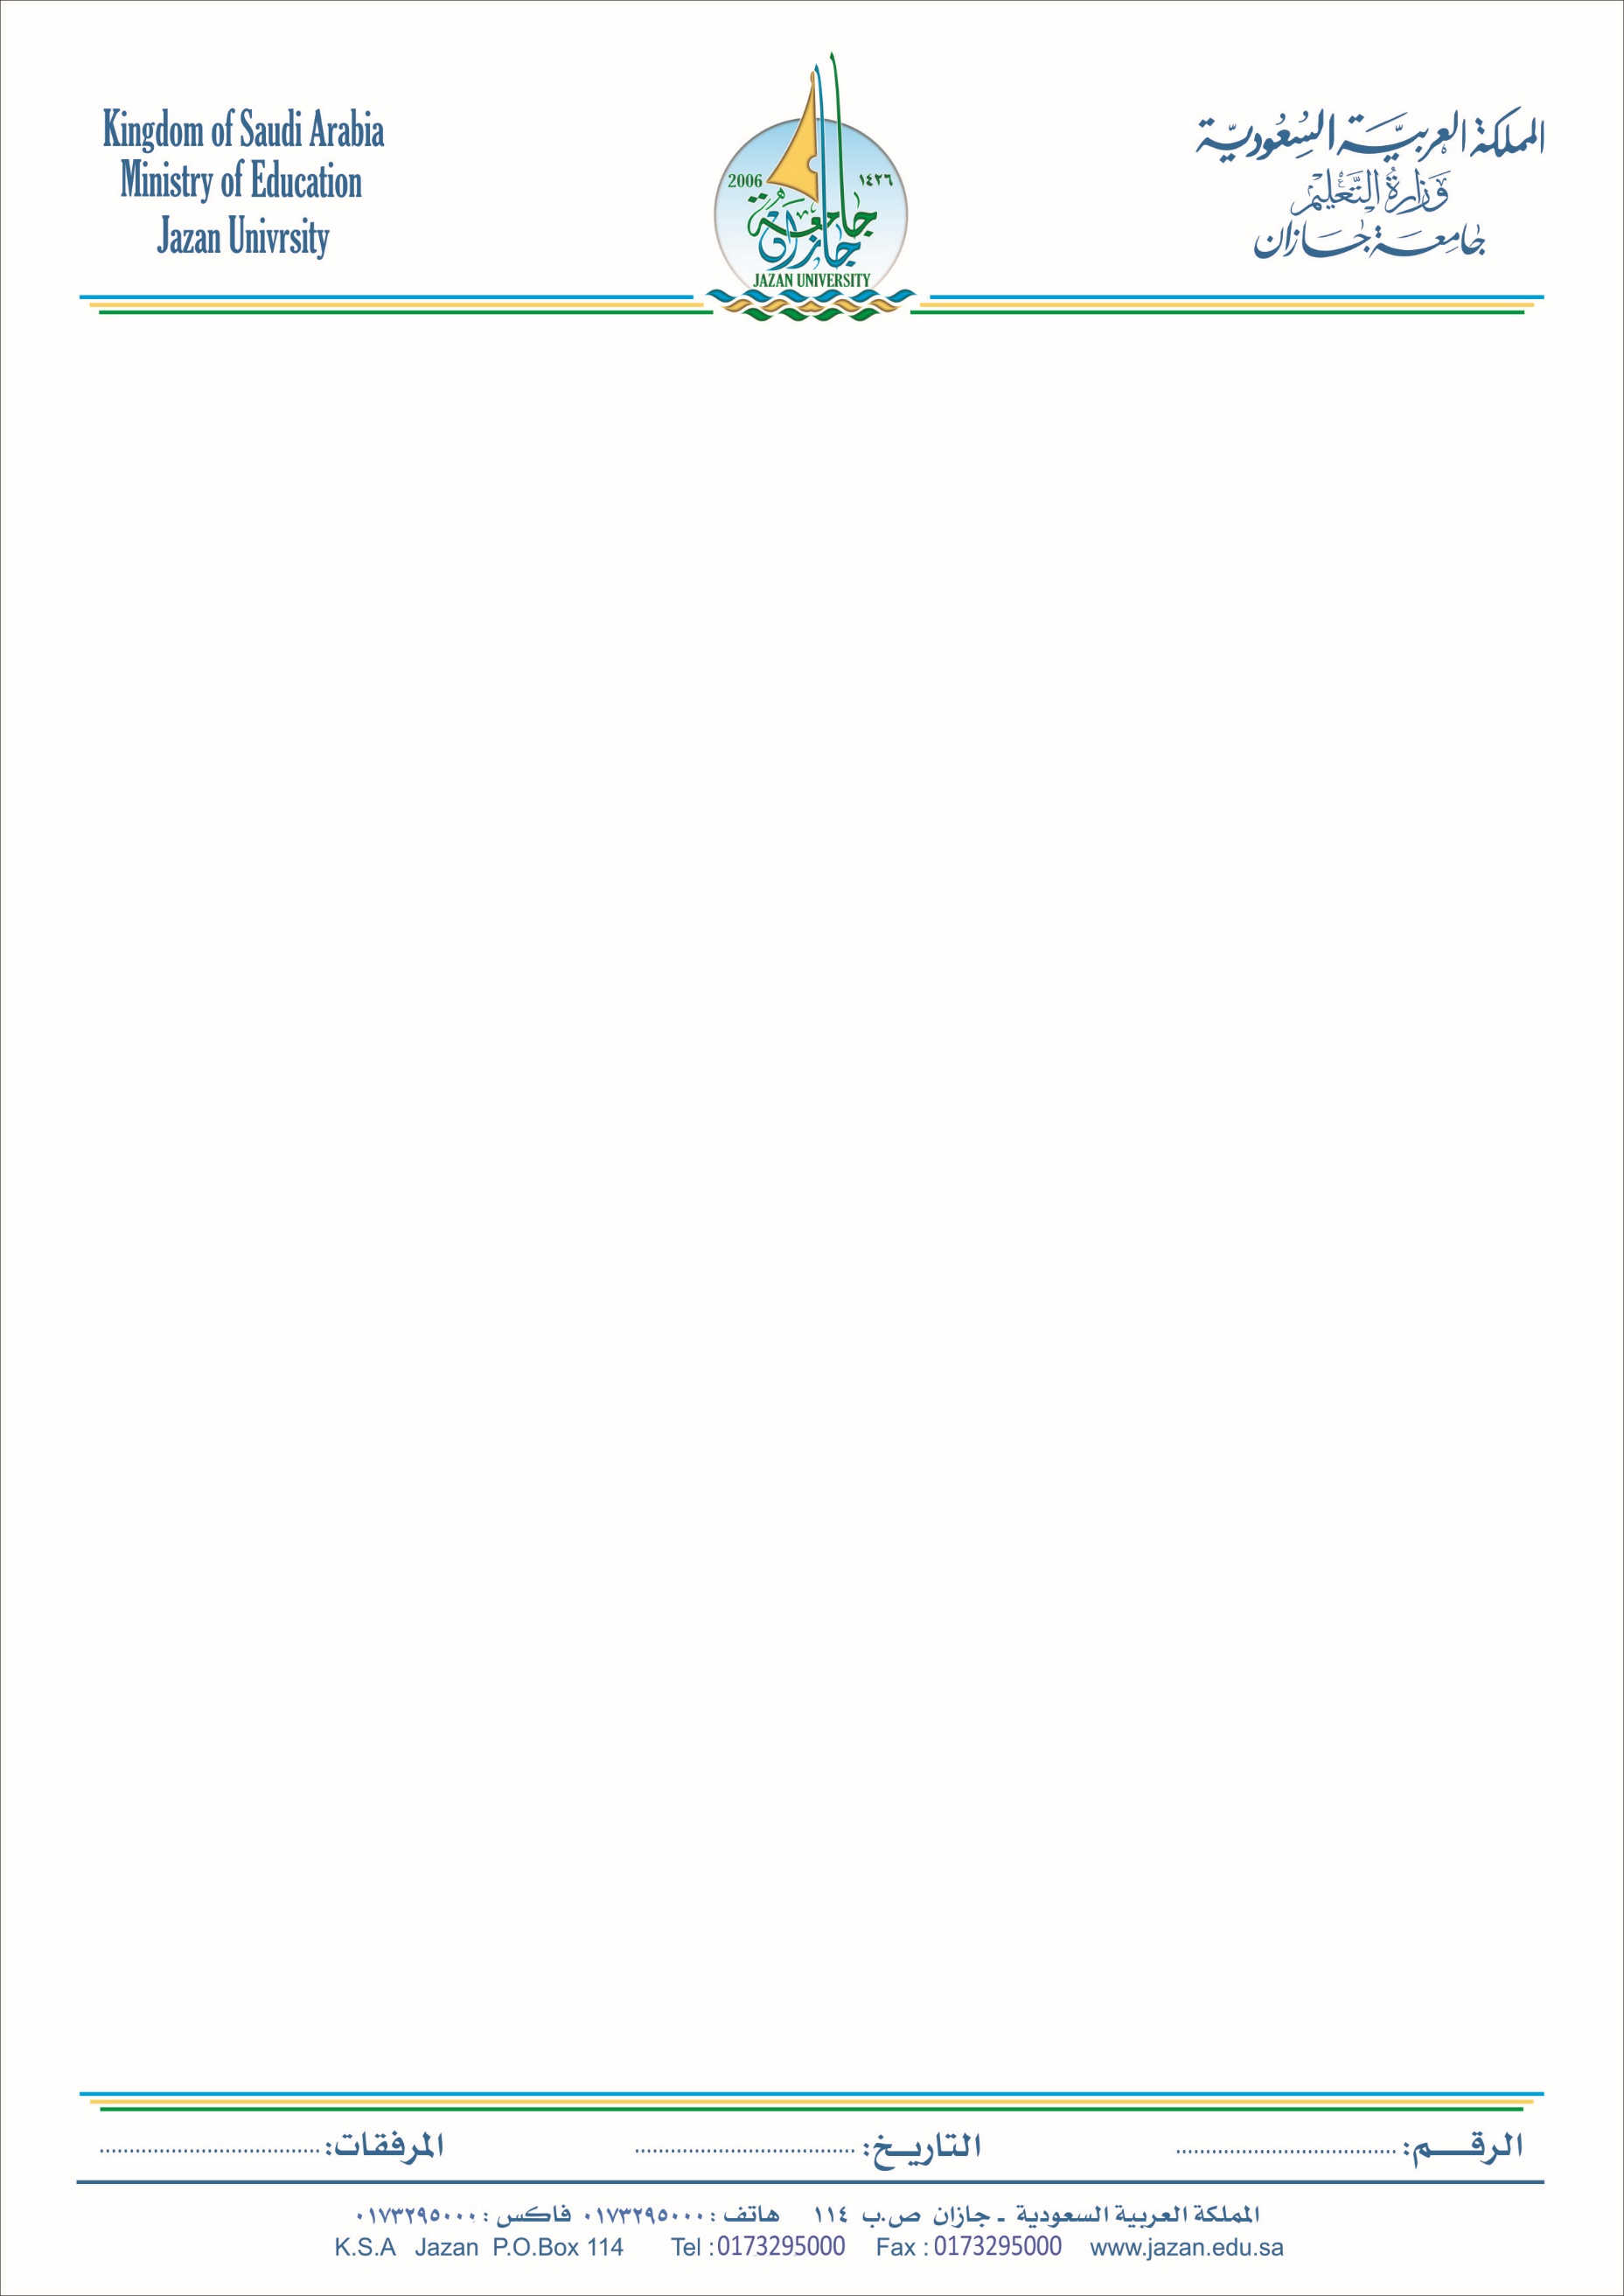 Kingdom of Saudi Arabia
Ministry of Education
Jazan Univrsity
2006
١٤٢٦
جامعة
جازان
JAZAN UNIVERSITY
المملكة العربية السعودية
وزارة التعليم
جامعة جازان
الرقم: التاريخ: المرفقات:
المملكة العربية السعودية - جازان ص.ب ١١٤ هاتف : ٠١٧٣٢٩٥٠٠٠ فاكس : ٠١٧٣٢٩٥٠٠٠
K.S.A Jazan P.O.Box 114 Tel : 0173295000 Fax : 0173295000 www.jazan.edu.sa